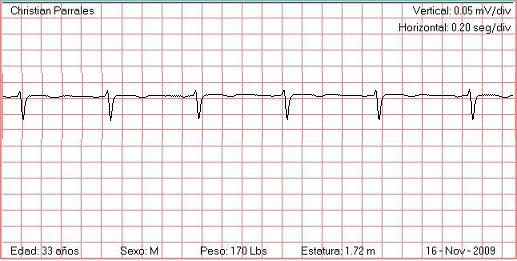 Christian Parrales
Vertical: 0.05 mV/div
Horizontal: 0.20 seg/div
Edad: 33 años Sexo: M Peso: 170 Lbs Estatura: 1.72 m 16 - Nov - 2009